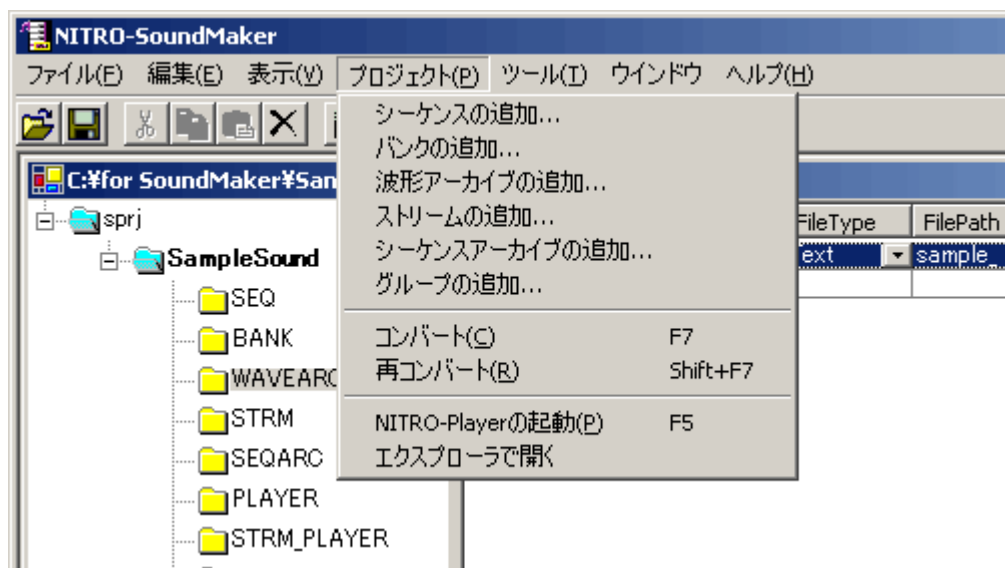 NITRO-SoundMaker
ファイル(F) 編集(E) 表示(V) プロジェクト(P) ツール(T) ウインドウ ヘルプ(H)
シーケンスの追加...
バンクの追加...
波形アーカイブの追加...
ストリームの追加...
シーケンスアーカイブの追加...
グループの追加...
コンバート(C) F7
再コンバート(R) Shift+F7
NITRO-Playerの起動(P) F5
エクスプローラで開く
C:¥for SoundMaker¥San
sprj
SampleSound
SEQ
BANK
WAVEARC
STRM
SEQARC
PLAYER
STRM_PLAYER
FileType FilePath
ext sample_